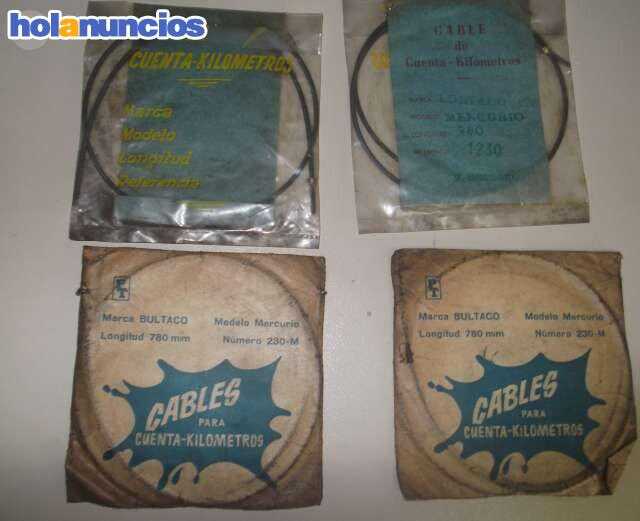 holanuncios
CUENTA-KILOMETROS
Marca
Modelo
Longitud
Referencia
CABLE
de
Cuenta-Kilometros
MERCURIO
1230
PT
Marca BULTACO Modelo Mercurio
Longitud 780 mm Número 230-M
CABLES
PARA
CUENTA-KILOMETROS
PT
Marca BULTACO Modelo Mercurio
Longitud 780 mm Número 230-M
CABLES
PARA
CUENTA-KILOMETROS